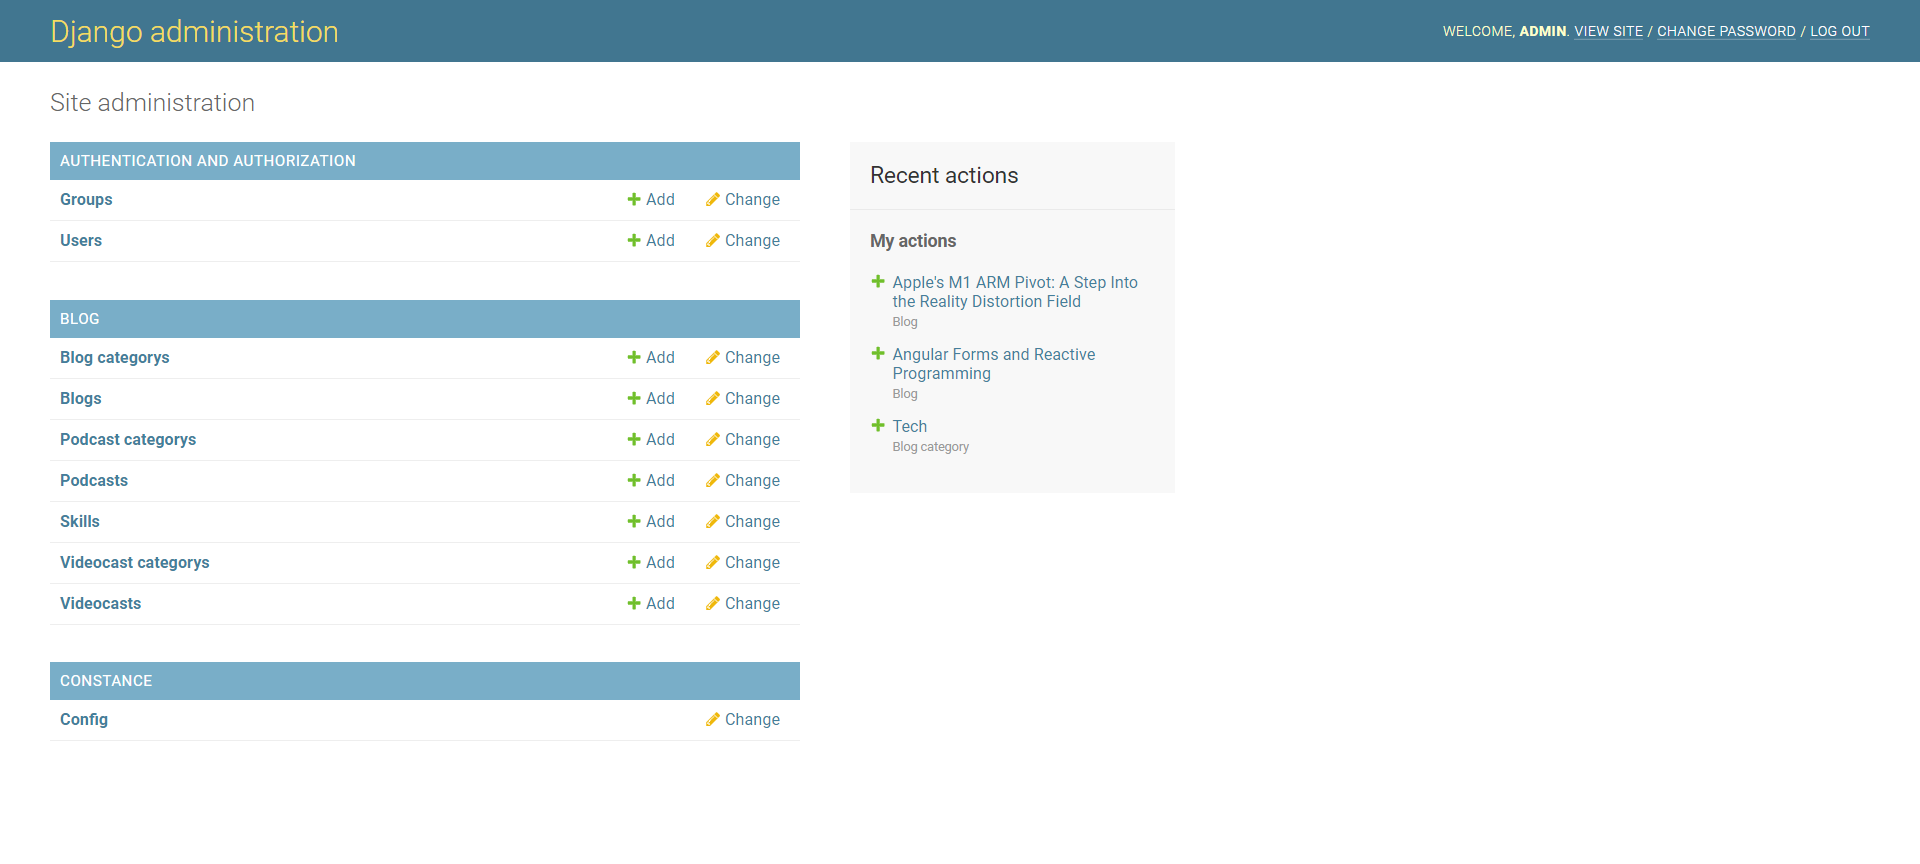 Django administration
WELCOME, ADMIN. VIEW SITE / CHANGE PASSWORD / LOG OUT
Site administration
AUTHENTICATION AND AUTHORIZATION
Groups Add Change
Users Add Change
BLOG
Blog categorys Add Change
Blogs Add Change
Podcast categorys Add Change
Podcasts Add Change
Skills Add Change
Videocast categorys Add Change
Videocasts Add Change
CONSTANCE
Config Change
Recent actions
My actions
Apple's M1 ARM Pivot: A Step Into
the Reality Distortion Field
Blog
Angular Forms and Reactive
Programming
Blog
Tech
Blog category